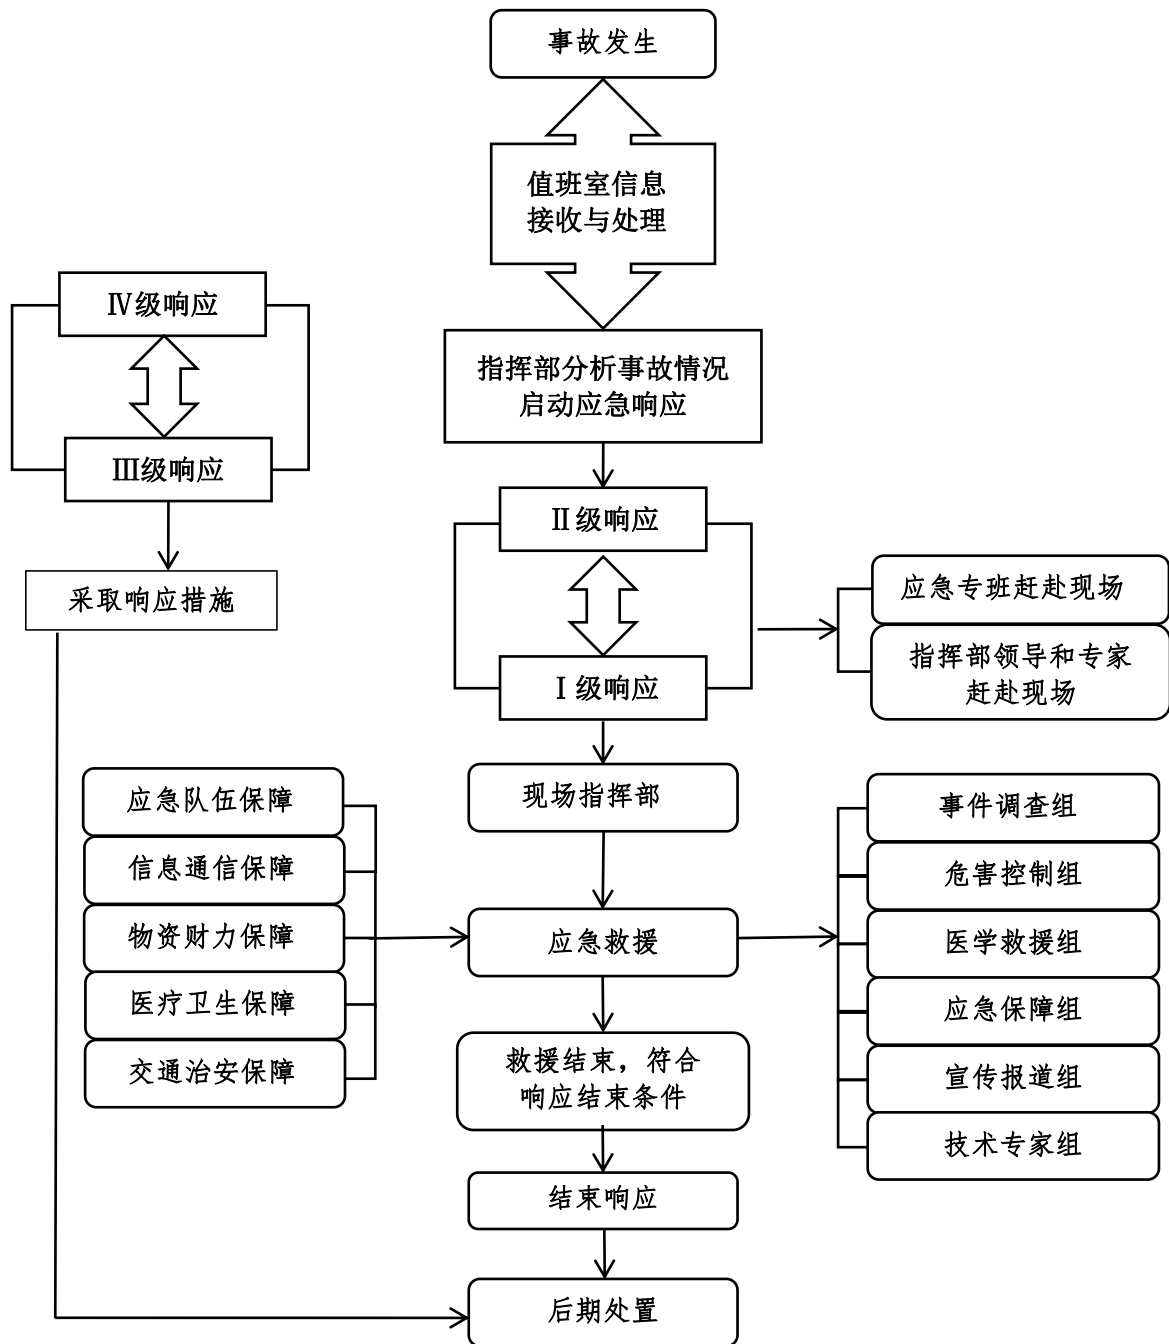 事故发生
值班室信息
接收与处理
Ⅳ级响应
Ⅲ级响应
采取响应措施
指挥部分析事故情况
启动应急响应
Ⅱ级响应
Ⅰ级响应
应急专班赶赴现场
指挥部领导和专家
赶赴现场
现场指挥部
应急队伍保障
信息通信保障
物资财力保障
医疗卫生保障
交通治安保障
应急救援
事件调查组
危害控制组
医学救援组
应急保障组
宣传报道组
技术专家组
救援结束，符合
响应结束条件
结束响应
后期处置